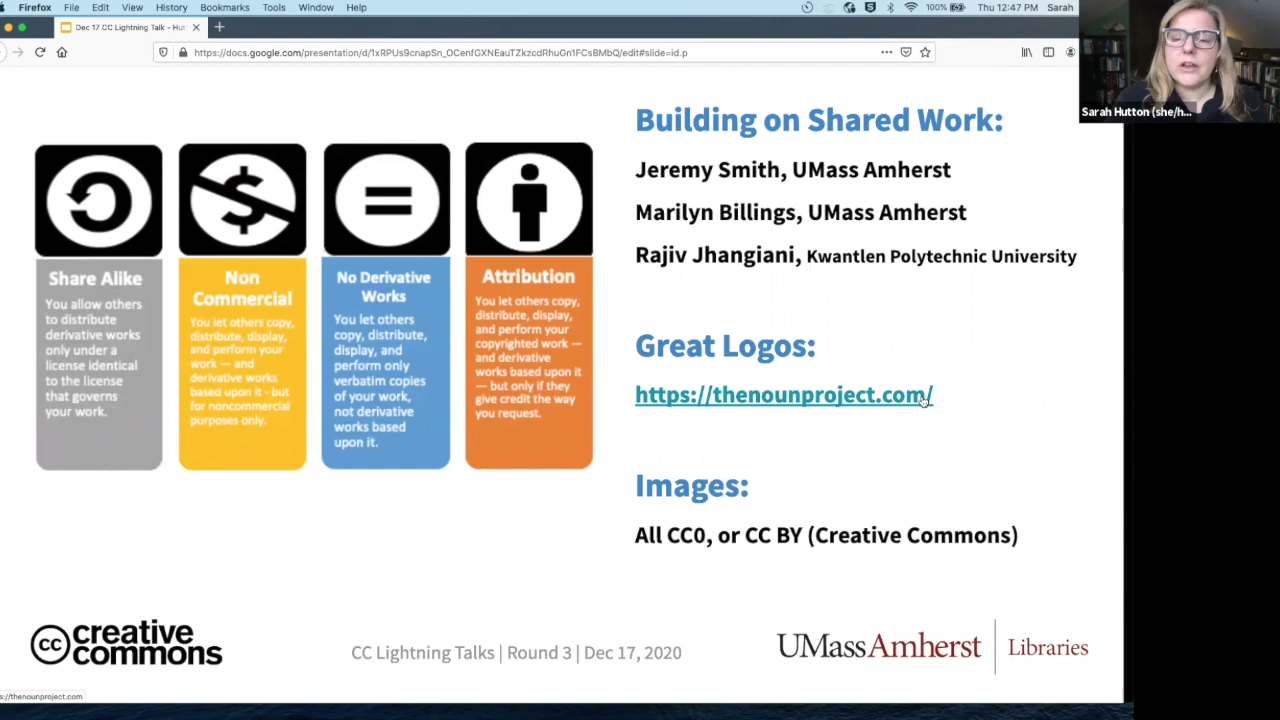 Firefox File Edit View History Bookmarks Tools Window Help 100% Thu 12:47 PM Sarah
Dec 17 CC Lightning Talk - Hut
https://docs.google.com/presentation/d/1xRPUs9cnapSn_OCenfGXNEauTZkzcdRhuGn1FCsBMbQ/edit#slide=id.p
Sarah Hutton (she/h...
Share Alike
You allow others
to distribute
derivative works
only under a
license identical
to the license
that governs
your work.
Non
Commercial
You let others copy,
distribute, display,
and perform your
work — and
derivative works
based upon it - but
for noncommercial
purposes only.
No Derivative
Works
You let others
copy, distribute,
display, and
perform only
verbatim copies
of your work,
not derivative
works based
upon it.
Attribution
You let others copy,
distribute, display,
and perform your
copyrighted work —
and derivative
works based upon it
— but only if they
give credit the way
you request.
Building on Shared Work:
Jeremy Smith, UMass Amherst
Marilyn Billings, UMass Amherst
Rajiv Jhangiani, Kwantlen Polytechnic University
Great Logos:
https://thenounproject.com/
Images:
All CC0, or CC BY (Creative Commons)
cc creative
commons
CC Lightning Talks | Round 3 | Dec 17, 2020
UMassAmherst | Libraries
s://thenounproject.com